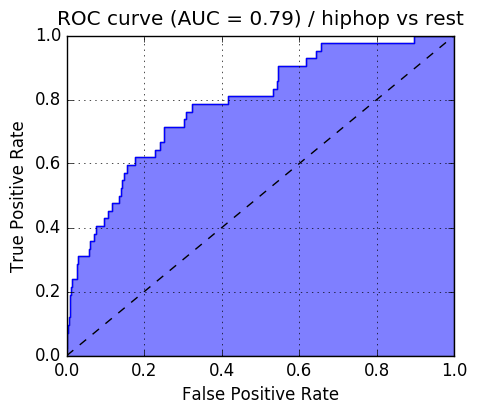 ROC curve (AUC = 0.79) / hiphop vs rest
1.0
0.8
0.6
0.4
0.2
0.0
True Positive Rate
0.0 0.2 0.4 0.6 0.8 1.0
False Positive Rate